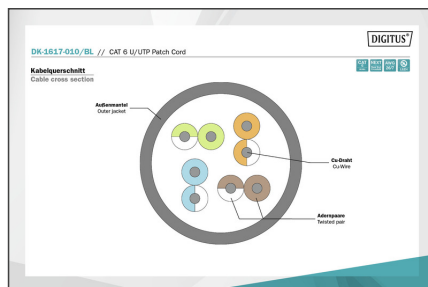 DIGITUS®
DK-1617-010/BL // CAT 6 U/UTP Patch Cord
Kabelquerschnitt
Cable cross section
Außenmantel
Outer jacket
Cu-Draht
Cu-Wire
Aderspaare
Twisted pair